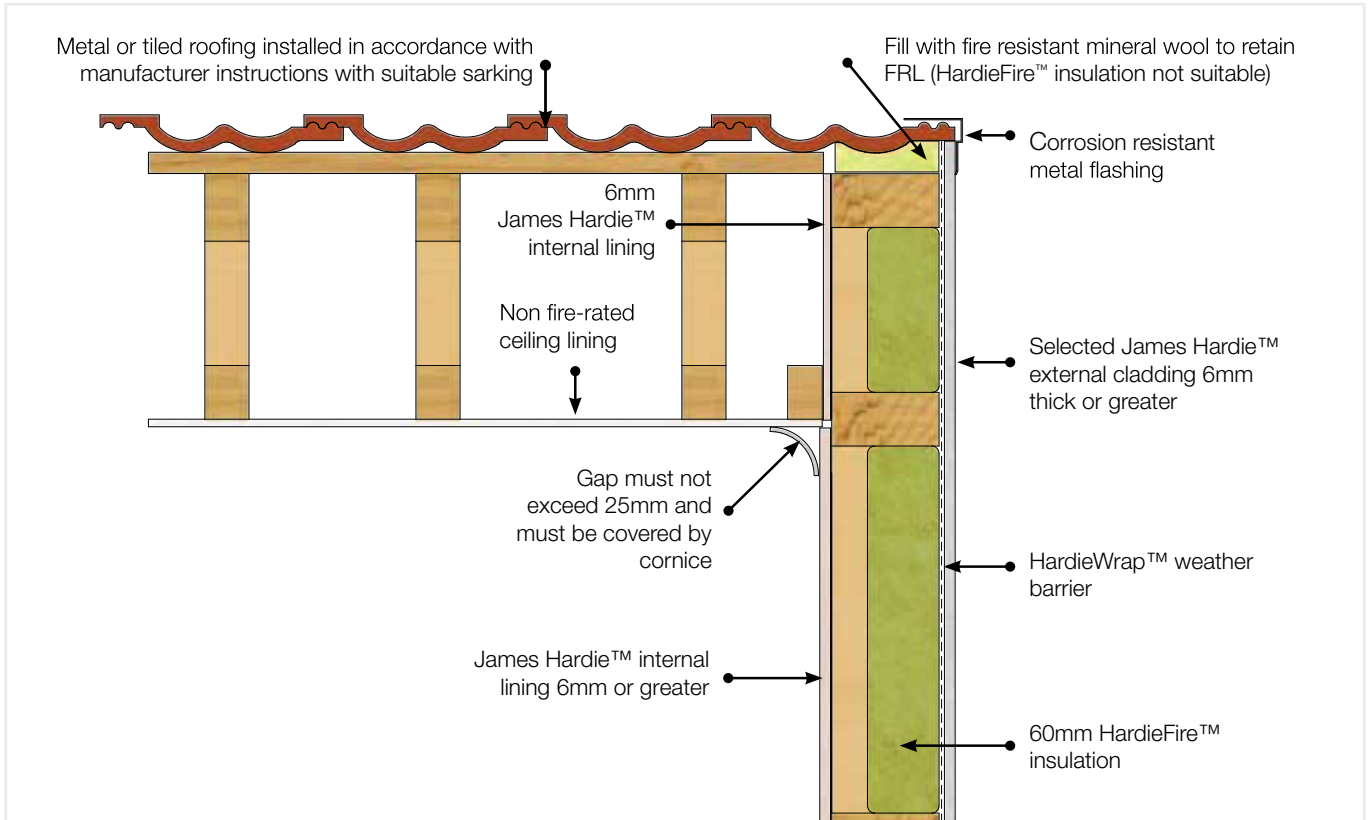 Metal or tiled roofing installed in accordance with
manufacturer instructions with suitable sarking
Fill with fire resistant mineral wool to retain
FRL (HardieFire™ insulation not suitable)
Corrosion resistant
metal flashing
6mm
James Hardie™
internal lining
Non fire-rated
ceiling lining
Selected James Hardie™
external cladding 6mm
thick or greater
Gap must not
exceed 25mm and
must be covered by
cornice
HardieWrap™ weather
barrier
James Hardie™ internal
lining 6mm or greater
60mm HardieFire™
insulation